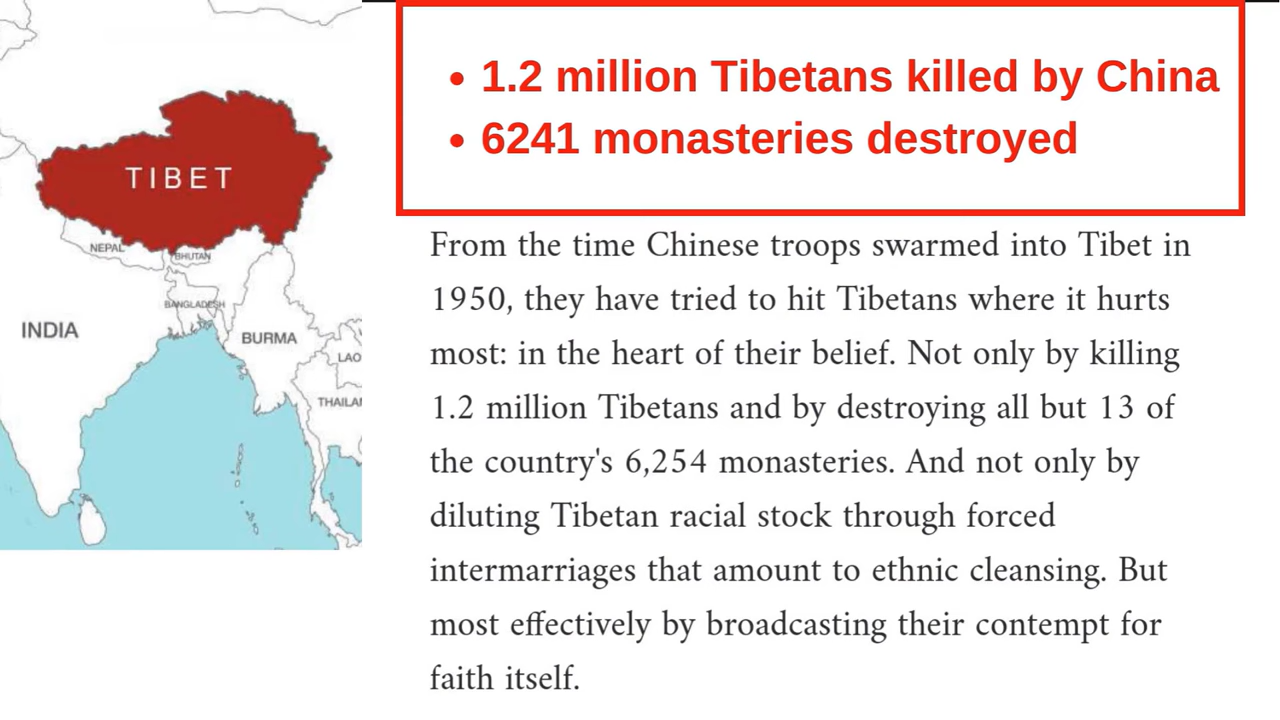 TIBET
NEPAL
BHUTAN
BANGLADESH
INDIA
BURMA
LAO
THAILA
• 1.2 million Tibetans killed by China
• 6241 monasteries destroyed
From the time Chinese troops swarmed into Tibet in
1950, they have tried to hit Tibetans where it hurts
most: in the heart of their belief. Not only by killing
1.2 million Tibetans and by destroying all but 13 of
the country's 6,254 monasteries. And not only by
diluting Tibetan racial stock through forced
intermarriages that amount to ethnic cleansing. But
most effectively by broadcasting their contempt for
faith itself.